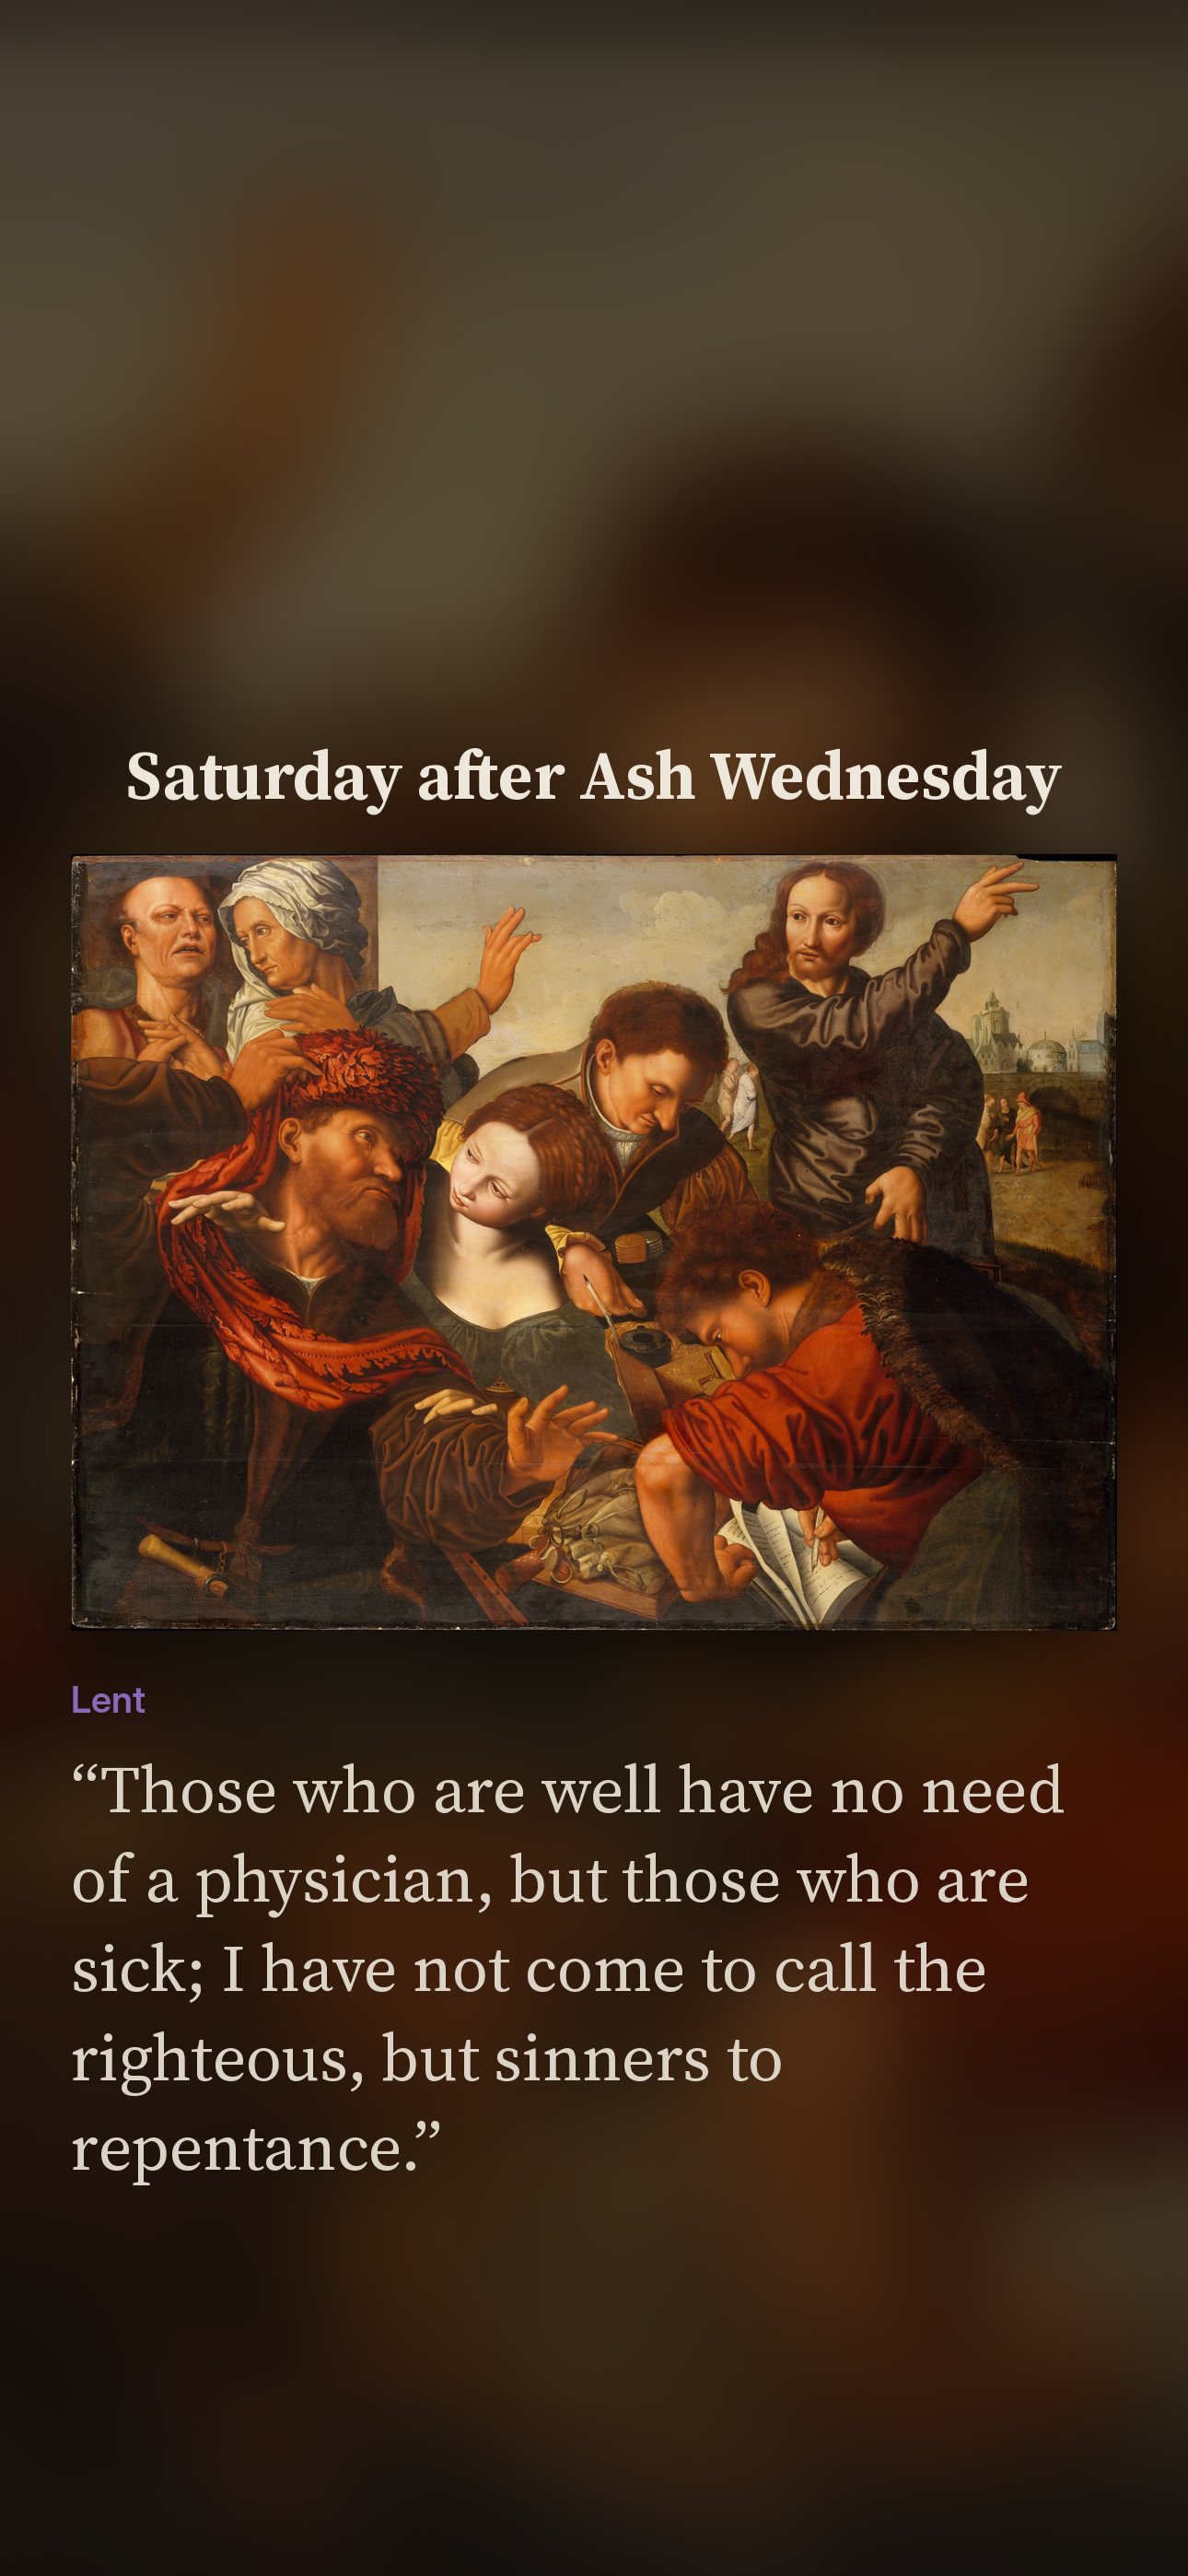 Saturday after Ash Wednesday
Lent
“Those who are well have no need
of a physician, but those who are
sick; I have not come to call the
righteous, but sinners to
repentance.”